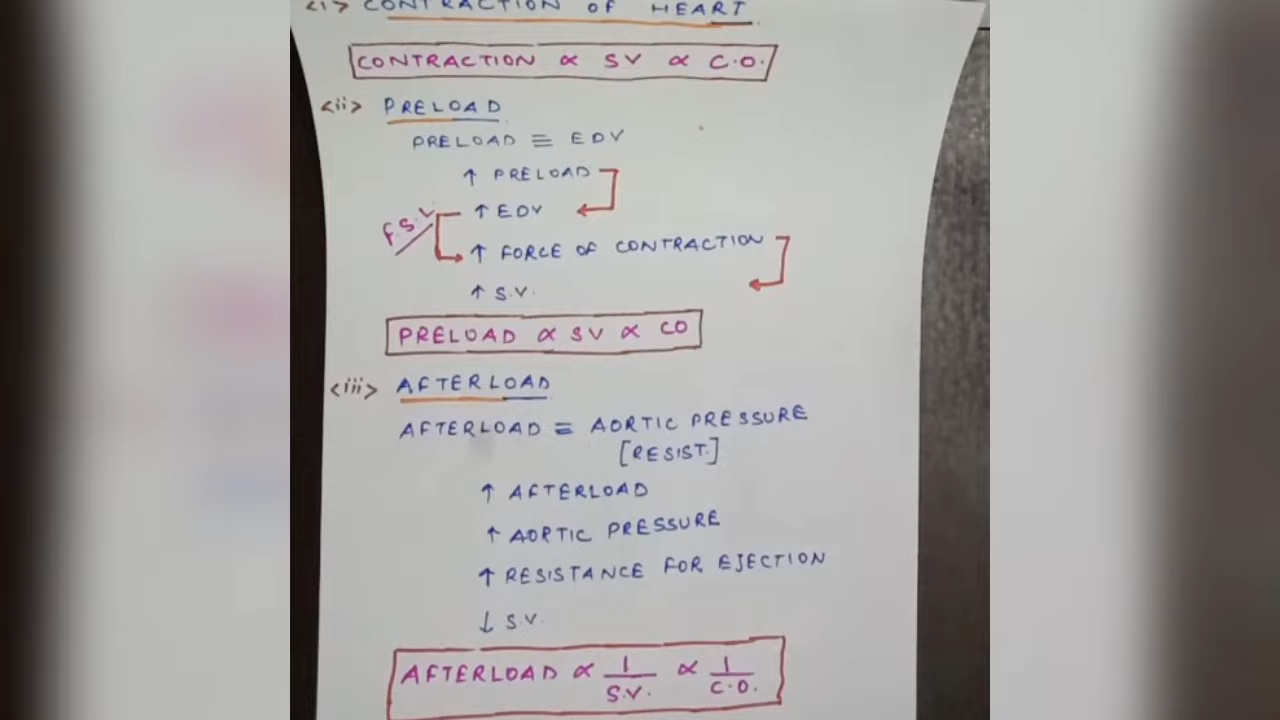 <i> CONTRACTION OF HEART
CONTRACTION ∝ SV ∝ C.O.
<ii> PRELOAD
PRELOAD ≡ EDV
↑ PRELOAD
↑ EDV
F.S.V.
↑ FORCE OF CONTRACTION
↑ S.V.
PRELOAD ∝ SV ∝ CO
<iii> AFTERLOAD
AFTERLOAD ≡ AORTIC PRESSURE
[RESIST.]
↑ AFTERLOAD
↑ AORTIC PRESSURE
↑ RESISTANCE FOR EJECTION
↓ S.V.
AFTERLOAD ∝ 1/S.V. ∝ 1/C.O.